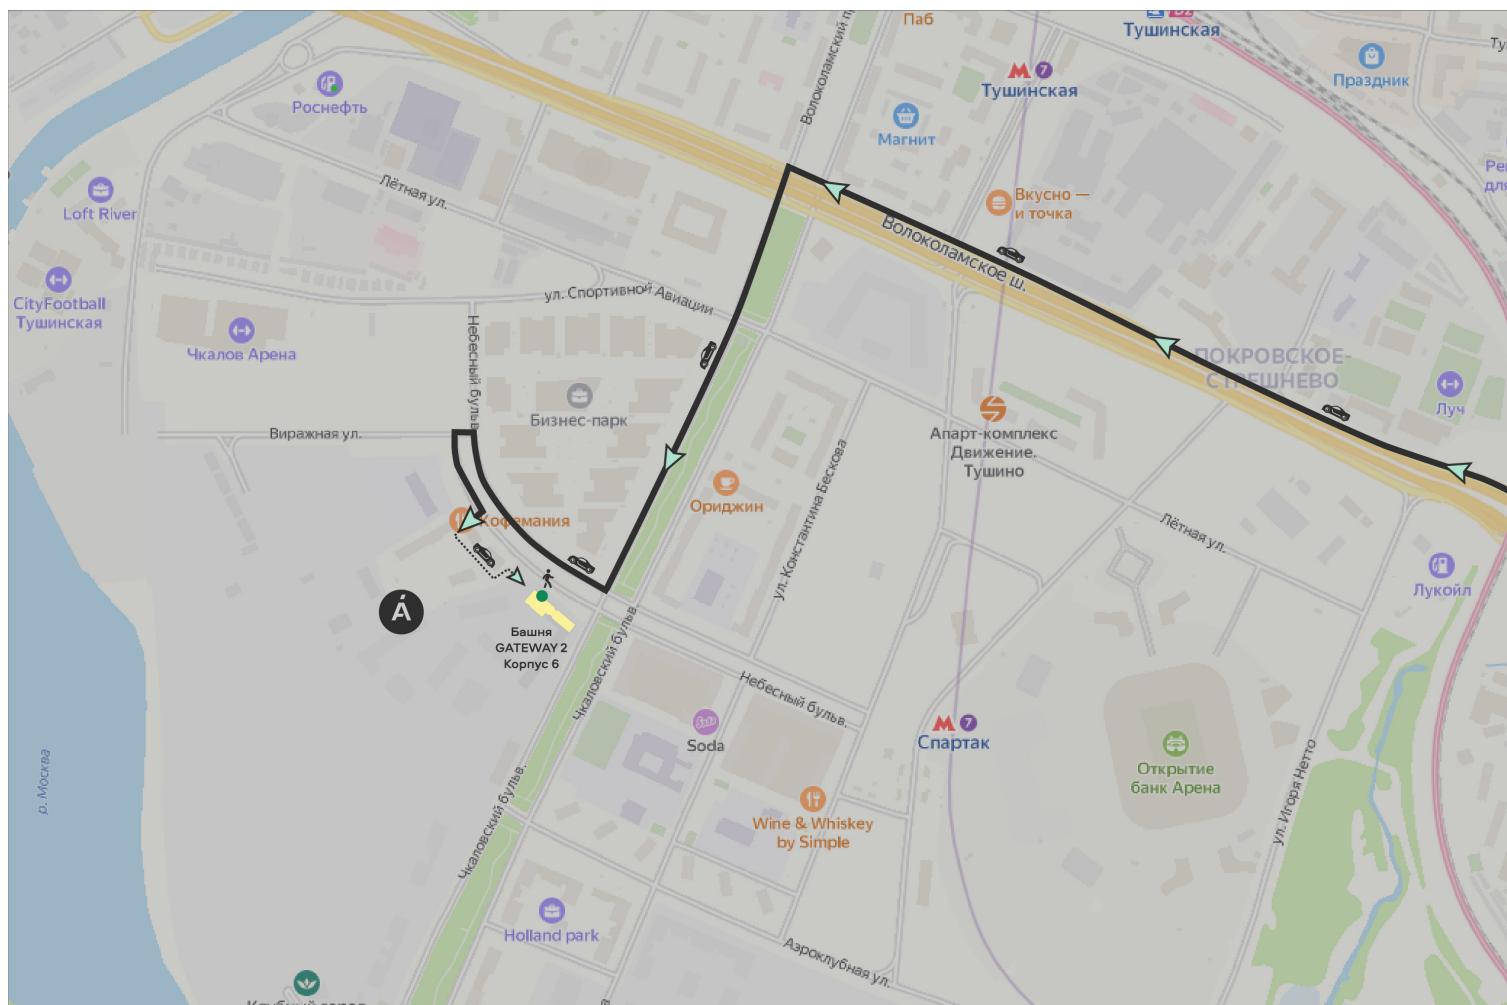 Паб
Тушинская
Праздник
Волоколамский
7
Тушинская
Магнит
Роснефть
Loft River
Лётная ул.
Вкусно —
и точка
Волоколамское ш.
CityFootball
Тушинская
ул. Спортивной Авиации
Чкалов Арена
Небесный бульв.
ПОКРОВСКОЕ-
СТРЕШНЕВО
Луч
Бизнес-парк
Виражная ул.
Апарт-комплекс
Движение.
Тушино
Ориджин
ул. Константина Бескова
Кофемания
Лётная ул.
Лукойл
Á
Башня
GATEWAY 2
Корпус 6
Чкаловский бульв.
Небесный бульв.
Soda
7
Спартак
Открытие
банк Арена
ул. Игоря Нетто
р. Москва
Wine & Whiskey
by Simple
Чкаловский бульв.
Holland park
Аэроклубная ул.